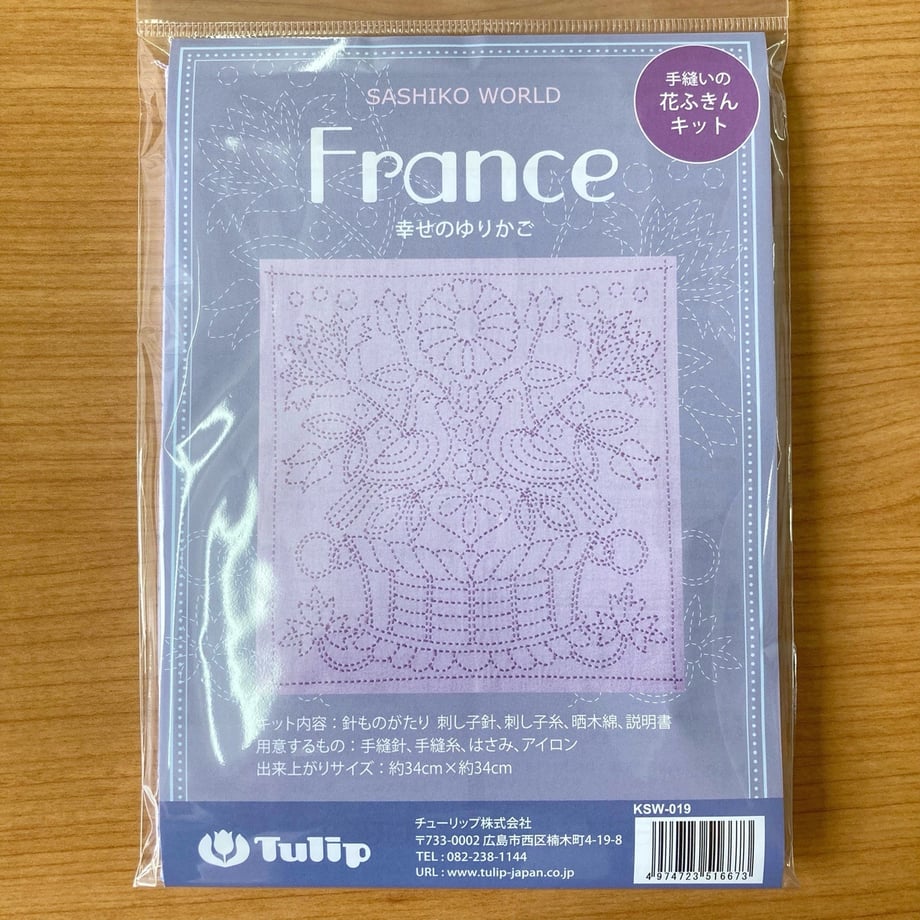 SASHIKO WORLD
手縫いの
花ふきん
キット
France
幸せのゆりかご
キット内容：針ものがたり 刺し子針、刺し子糸、晒木綿、説明書
用意するもの：手縫針、手縫糸、はさみ、アイロン
出来上がりサイズ：約34cm×約34cm
Tulip
チューリップ株式会社
〒733-0002 広島市西区楠木町4-19-8
TEL : 082-238-1144
URL : www.tulip-japan.co.jp
KSW-019
4 974723 516673